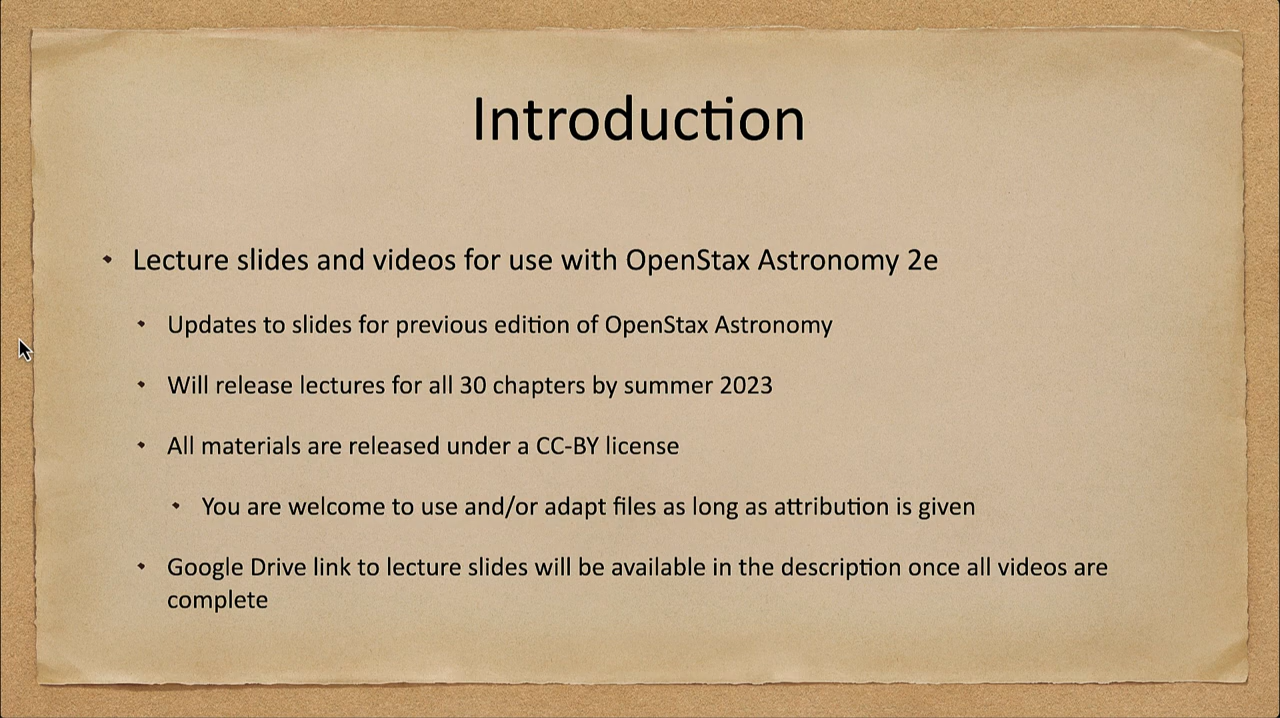 Introduction
Lecture slides and videos for use with OpenStax Astronomy 2e
Updates to slides for previous edition of OpenStax Astronomy
Will release lectures for all 30 chapters by summer 2023
All materials are released under a CC-BY license
You are welcome to use and/or adapt files as long as attribution is given
Google Drive link to lecture slides will be available in the description once all videos are
complete